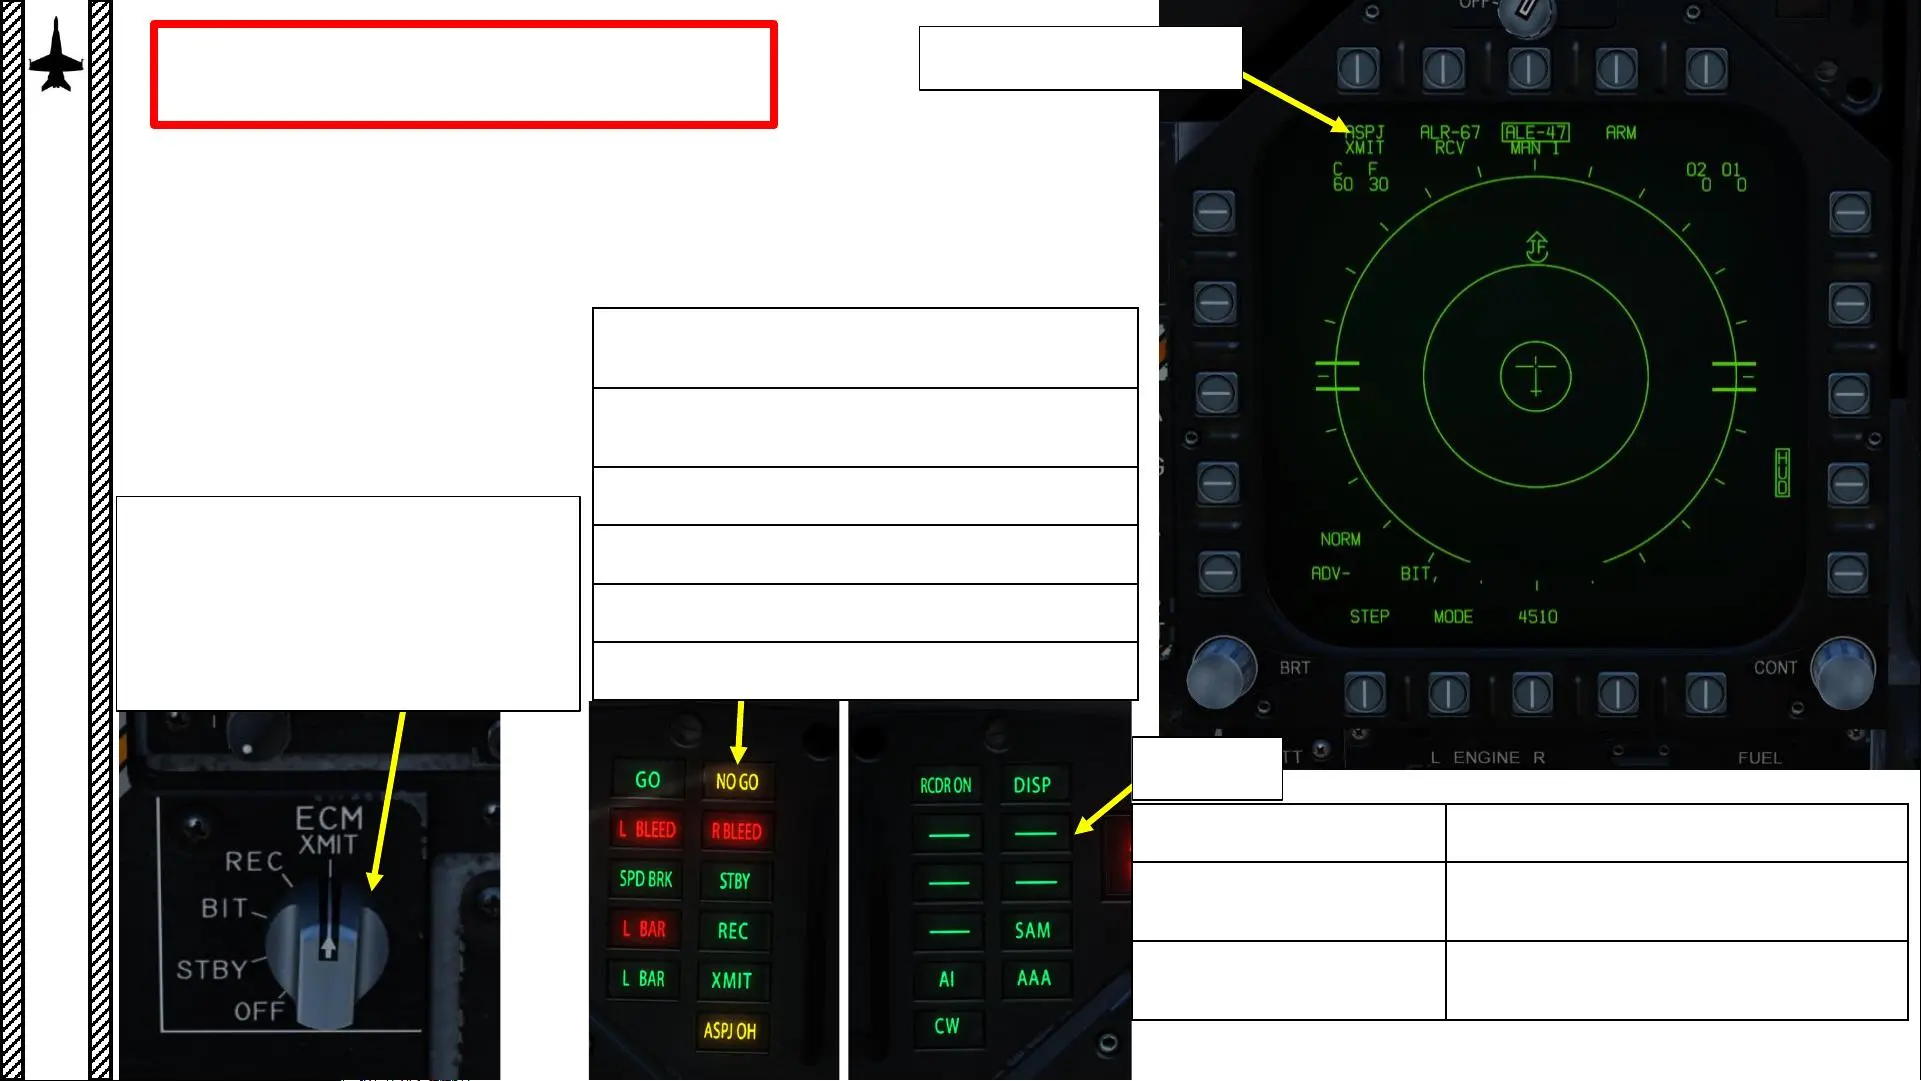 OFF
ASPJ ALR-67 ALE-47 ARM
XMIT RCV MAN 1
C F
60 30
02 01
0 0
JF
HUD
NORM
ADV- BIT,
STEP MODE 4510
BRT
CONT
L ENGINE R
FUEL
ECM
XMIT
REC
BIT
STBY
OFF
GO NO GO
L BLEED R BLEED
SPD BRK STBY
L BAR REC
L BAR XMIT
ASPJ OH
RCDR ON DISP
SAM
AI AAA
CW